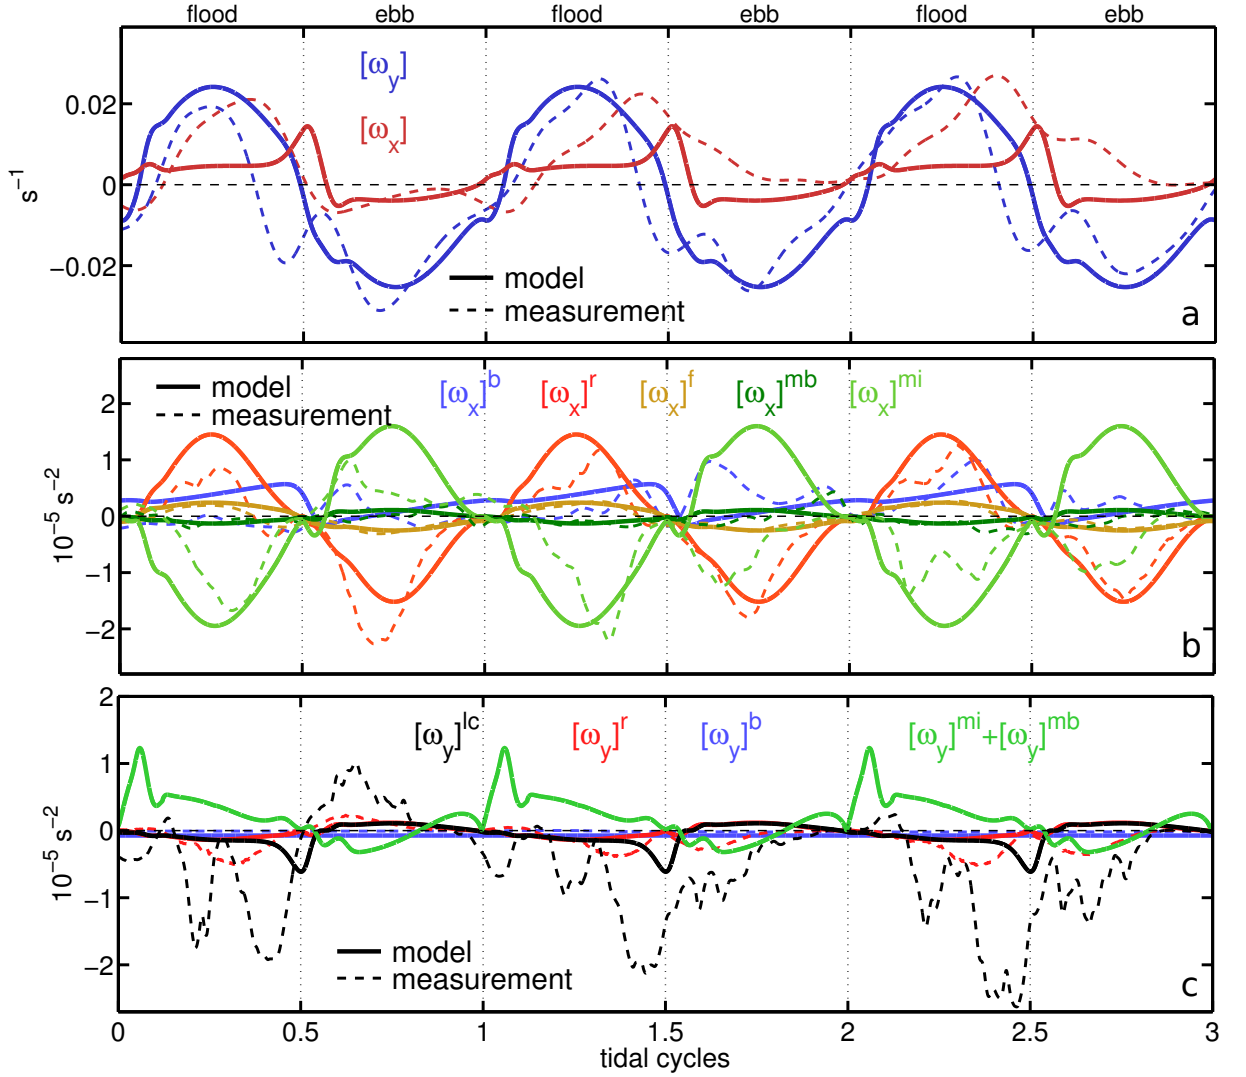 flood ebb flood ebb flood ebb
[ω_y]
0.02
[ω_x]
s⁻¹
0
−0.02
model
measurement
a
model
measurement
[ω_x]ᵇ [ω_x]ʳ [ω_x]ᶠ [ω_x]ᵐᵇ [ω_x]ᵐⁱ
2
1
0
−1
−2
10⁻⁵ s⁻²
b
2
[ω_y]ˡᶜ [ω_y]ʳ [ω_y]ᵇ [ω_y]ᵐⁱ+[ω_y]ᵐᵇ
1
0
−1
−2
10⁻⁵ s⁻²
model
measurement
c
0 0.5 1 1.5 2 2.5 3
tidal cycles